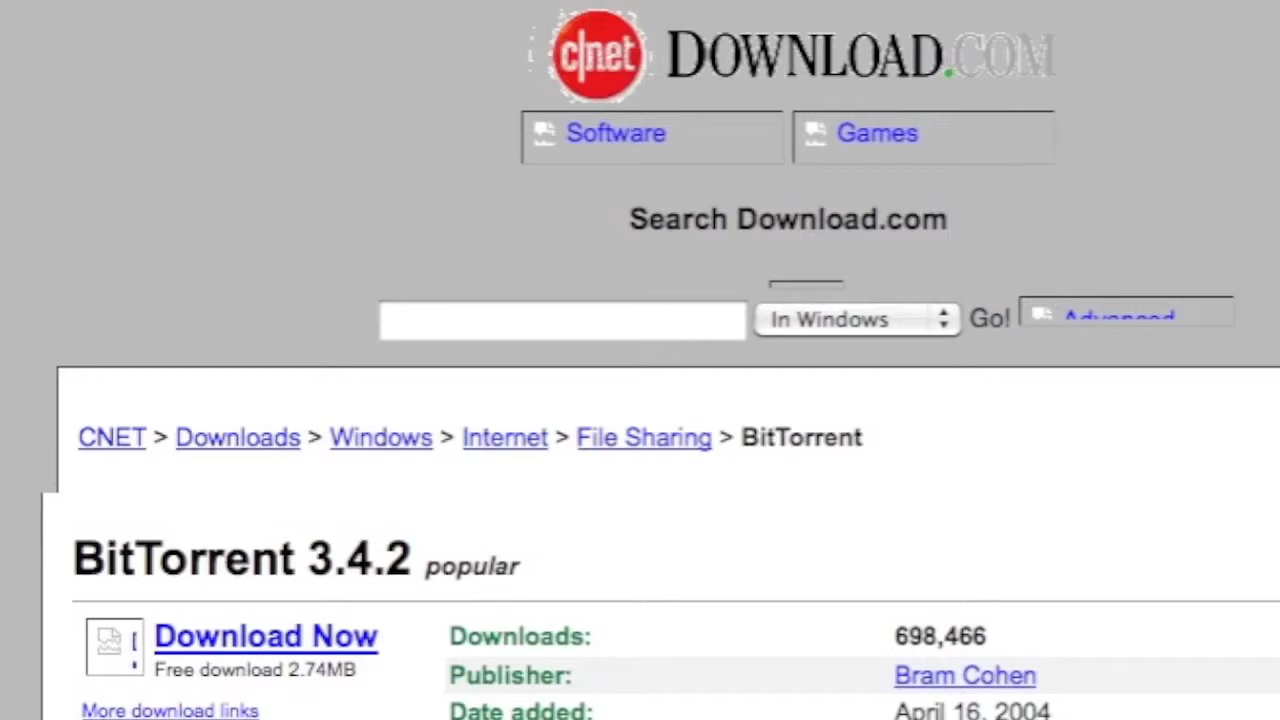 c|net DOWNLOAD.COM
Software Games
Search Download.com
In Windows Go! Advanced
CNET > Downloads > Windows > Internet > File Sharing > BitTorrent
BitTorrent 3.4.2 popular
Download Now Downloads: 698,466
Free download 2.74MB Publisher: Bram Cohen
More download links Date added: April 16, 2004